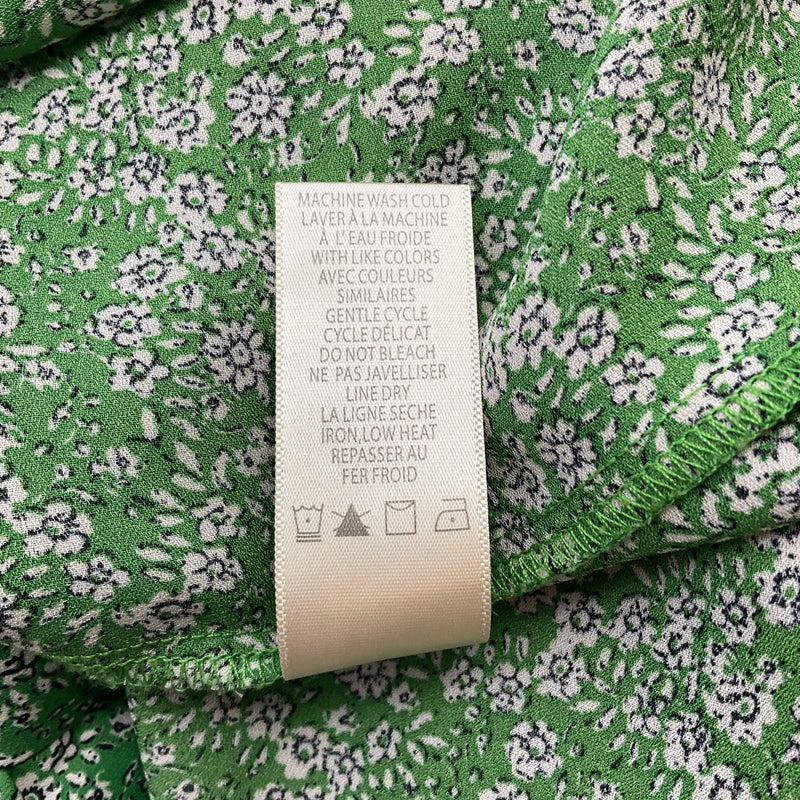 MACHINE WASH COLD
LAVER À LA MACHINE
À L'EAU FROIDE
WITH LIKE COLORS
AVEC COULEURS
SIMILAIRES
GENTLE CYCLE
CYCLE DÉLICAT
DO NOT BLEACH
NE PAS JAVELLISER
LINE DRY
LA LIGNE SECHE
IRON,LOW HEAT
REPASSER AU
FER FROID